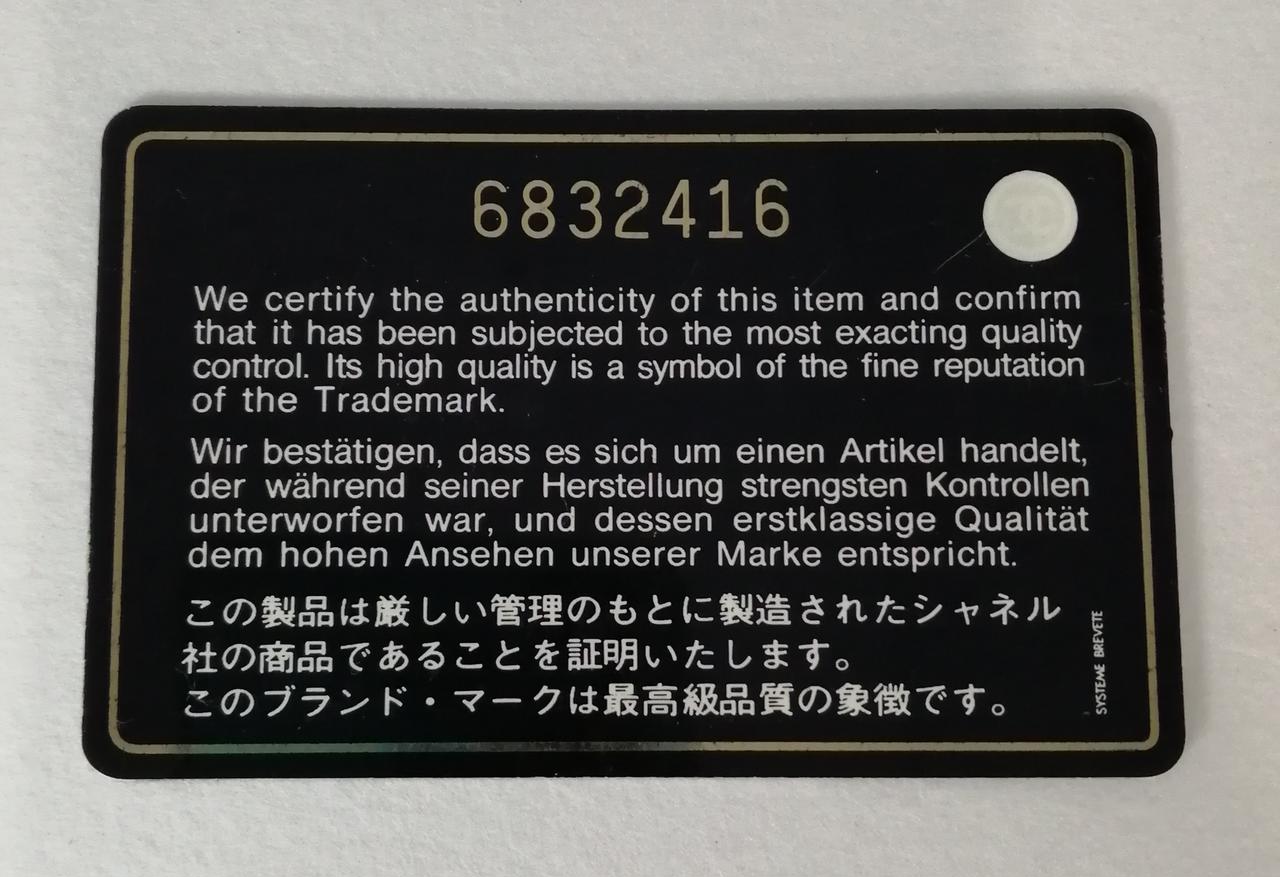 6832416
We certify the authenticity of this item and confirm
that it has been subjected to the most exacting quality
control. Its high quality is a symbol of the fine reputation
of the Trademark.
Wir bestätigen, dass es sich um einen Artikel handelt,
der während seiner Herstellung strengsten Kontrollen
unterworfen war, und dessen erstklassige Qualität
dem hohen Ansehen unserer Marke entspricht.
この製品は厳しい管理のもとに製造されたシャネル
社の商品であることを証明いたします。
このブランド・マークは最高級品質の象徴です。
SYSTEME BREVETE